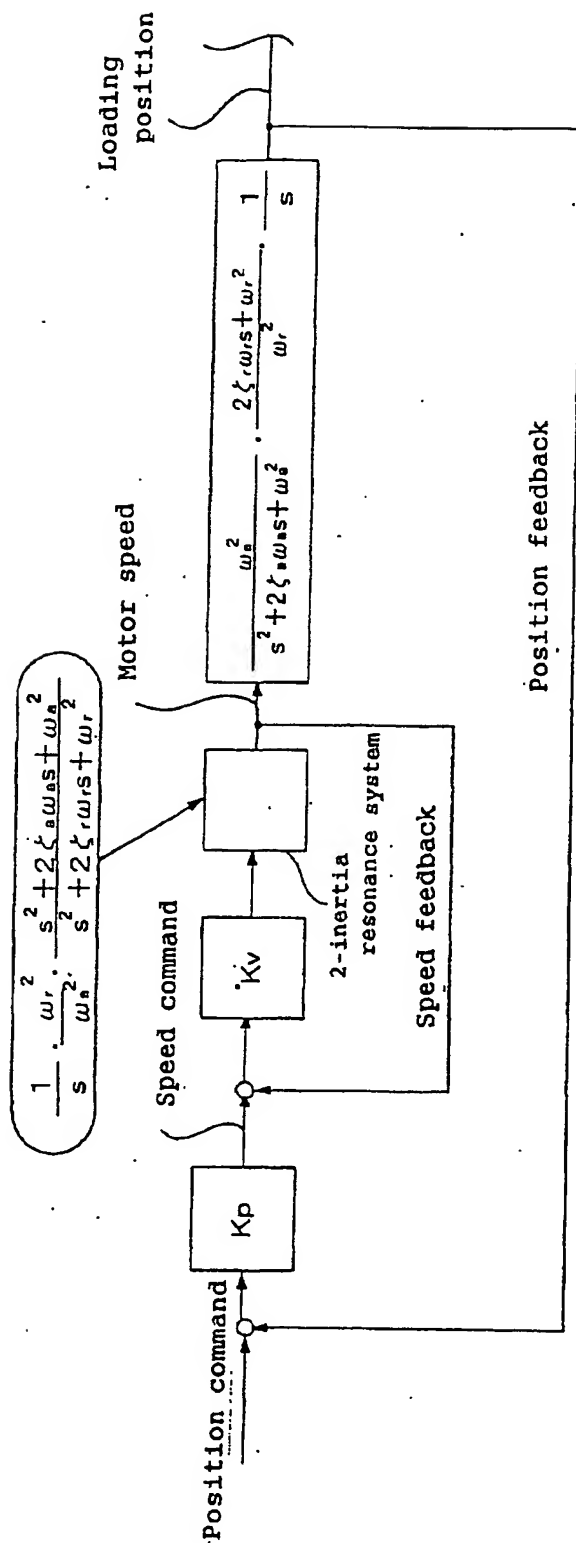 Position command
Kp
Speed command
Kv
1/s · ωr²/ωa² · (s² + 2ζaωas + ωa²)/(s² + 2ζrωrs + ωr²)
2-inertia
resonance system
Motor speed
Speed feedback
ωa²/(s² + 2ζaωas + ωa²) · (2ζrωrs + ωr²)/ωr² · 1/s
Loading
position
Position feedback